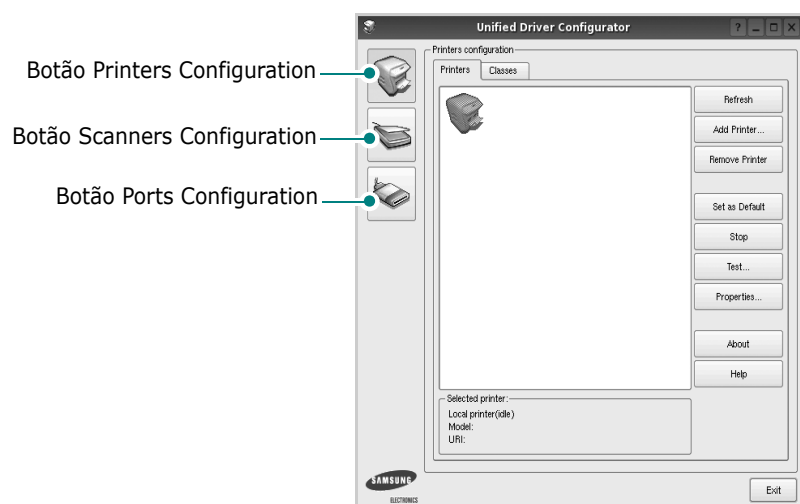 Unified Driver Configurator
Botão Printers Configuration
Botão Scanners Configuration
Botão Ports Configuration
Printers configuration
Printers
Classes
Refresh
Add Printer...
Remove Printer
Set as Default
Stop
Test...
Properties...
About
Help
Selected printer:
Local printer(idle)
Model:
URI:
SAMSUNG
ELECTRONICS
Exit